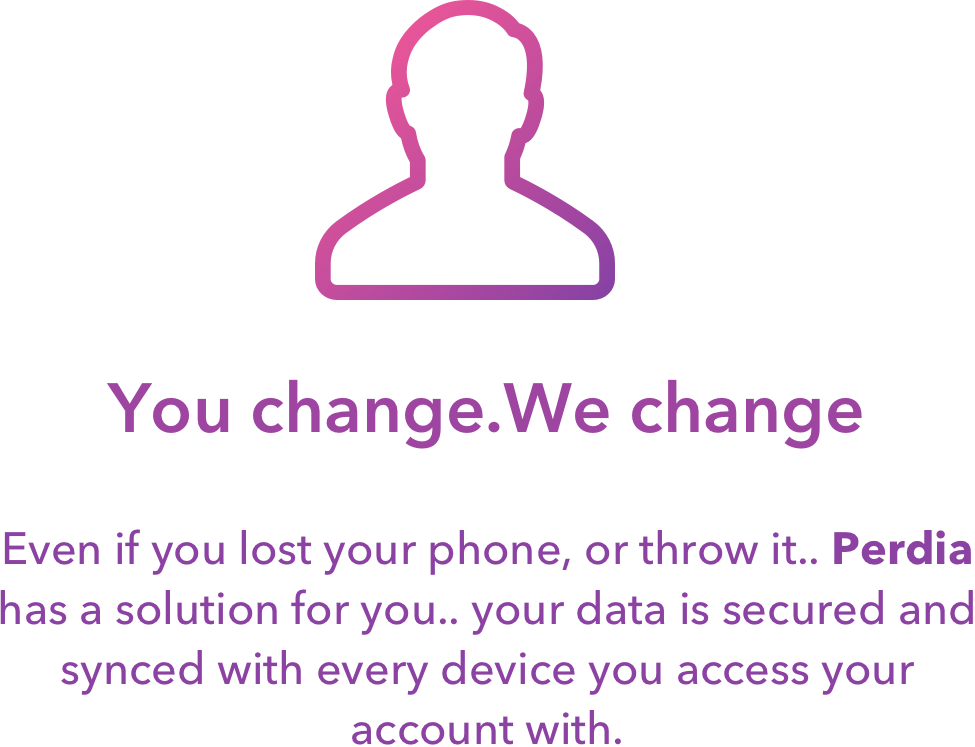 You change.We change
Even if you lost your phone, or throw it.. Perdia
has a solution for you.. your data is secured and
synced with every device you access your
account with.